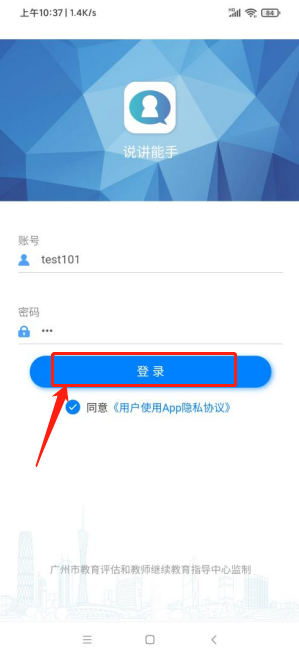 上午10:37 | 1.4K/s
HD 84
说讲能手
账号
test101
密码
•••
登录
同意《用户使用App隐私协议》
广州市教育评估和教师继续教育指导中心监制